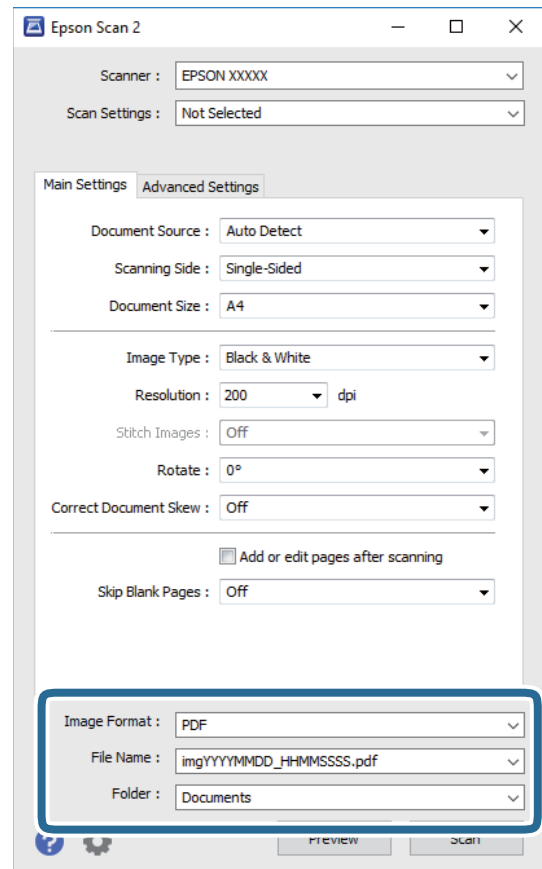 Epson Scan 2
Scanner : EPSON XXXXX
Scan Settings : Not Selected
Main Settings Advanced Settings
Document Source : Auto Detect
Scanning Side : Single-Sided
Document Size : A4
Image Type : Black & White
Resolution : 200 dpi
Stitch Images : Off
Rotate : 0°
Correct Document Skew : Off
Add or edit pages after scanning
Skip Blank Pages : Off
Image Format : PDF
File Name : imgYYYYMMDD_HHMMSSSS.pdf
Folder : Documents
? Preview Scan